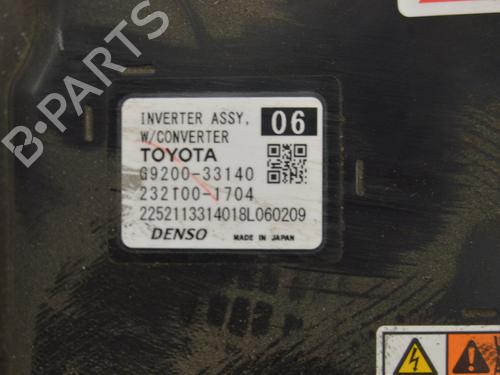 INVERTER ASSY, 06
W/CONVERTER
TOYOTA
G9200-33140
232100-1704
2252113314018L060209
DENSO MADE IN JAPAN
B-PARTS